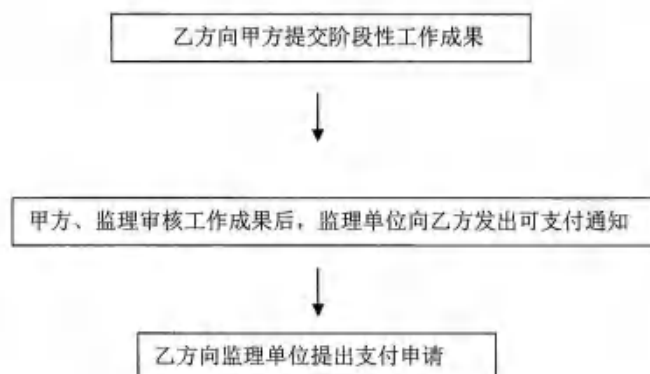 乙方向甲方提交阶段性工作成果
甲方、监理审核工作成果后，监理单位向乙方发出可支付通知
乙方向监理单位提出支付申请